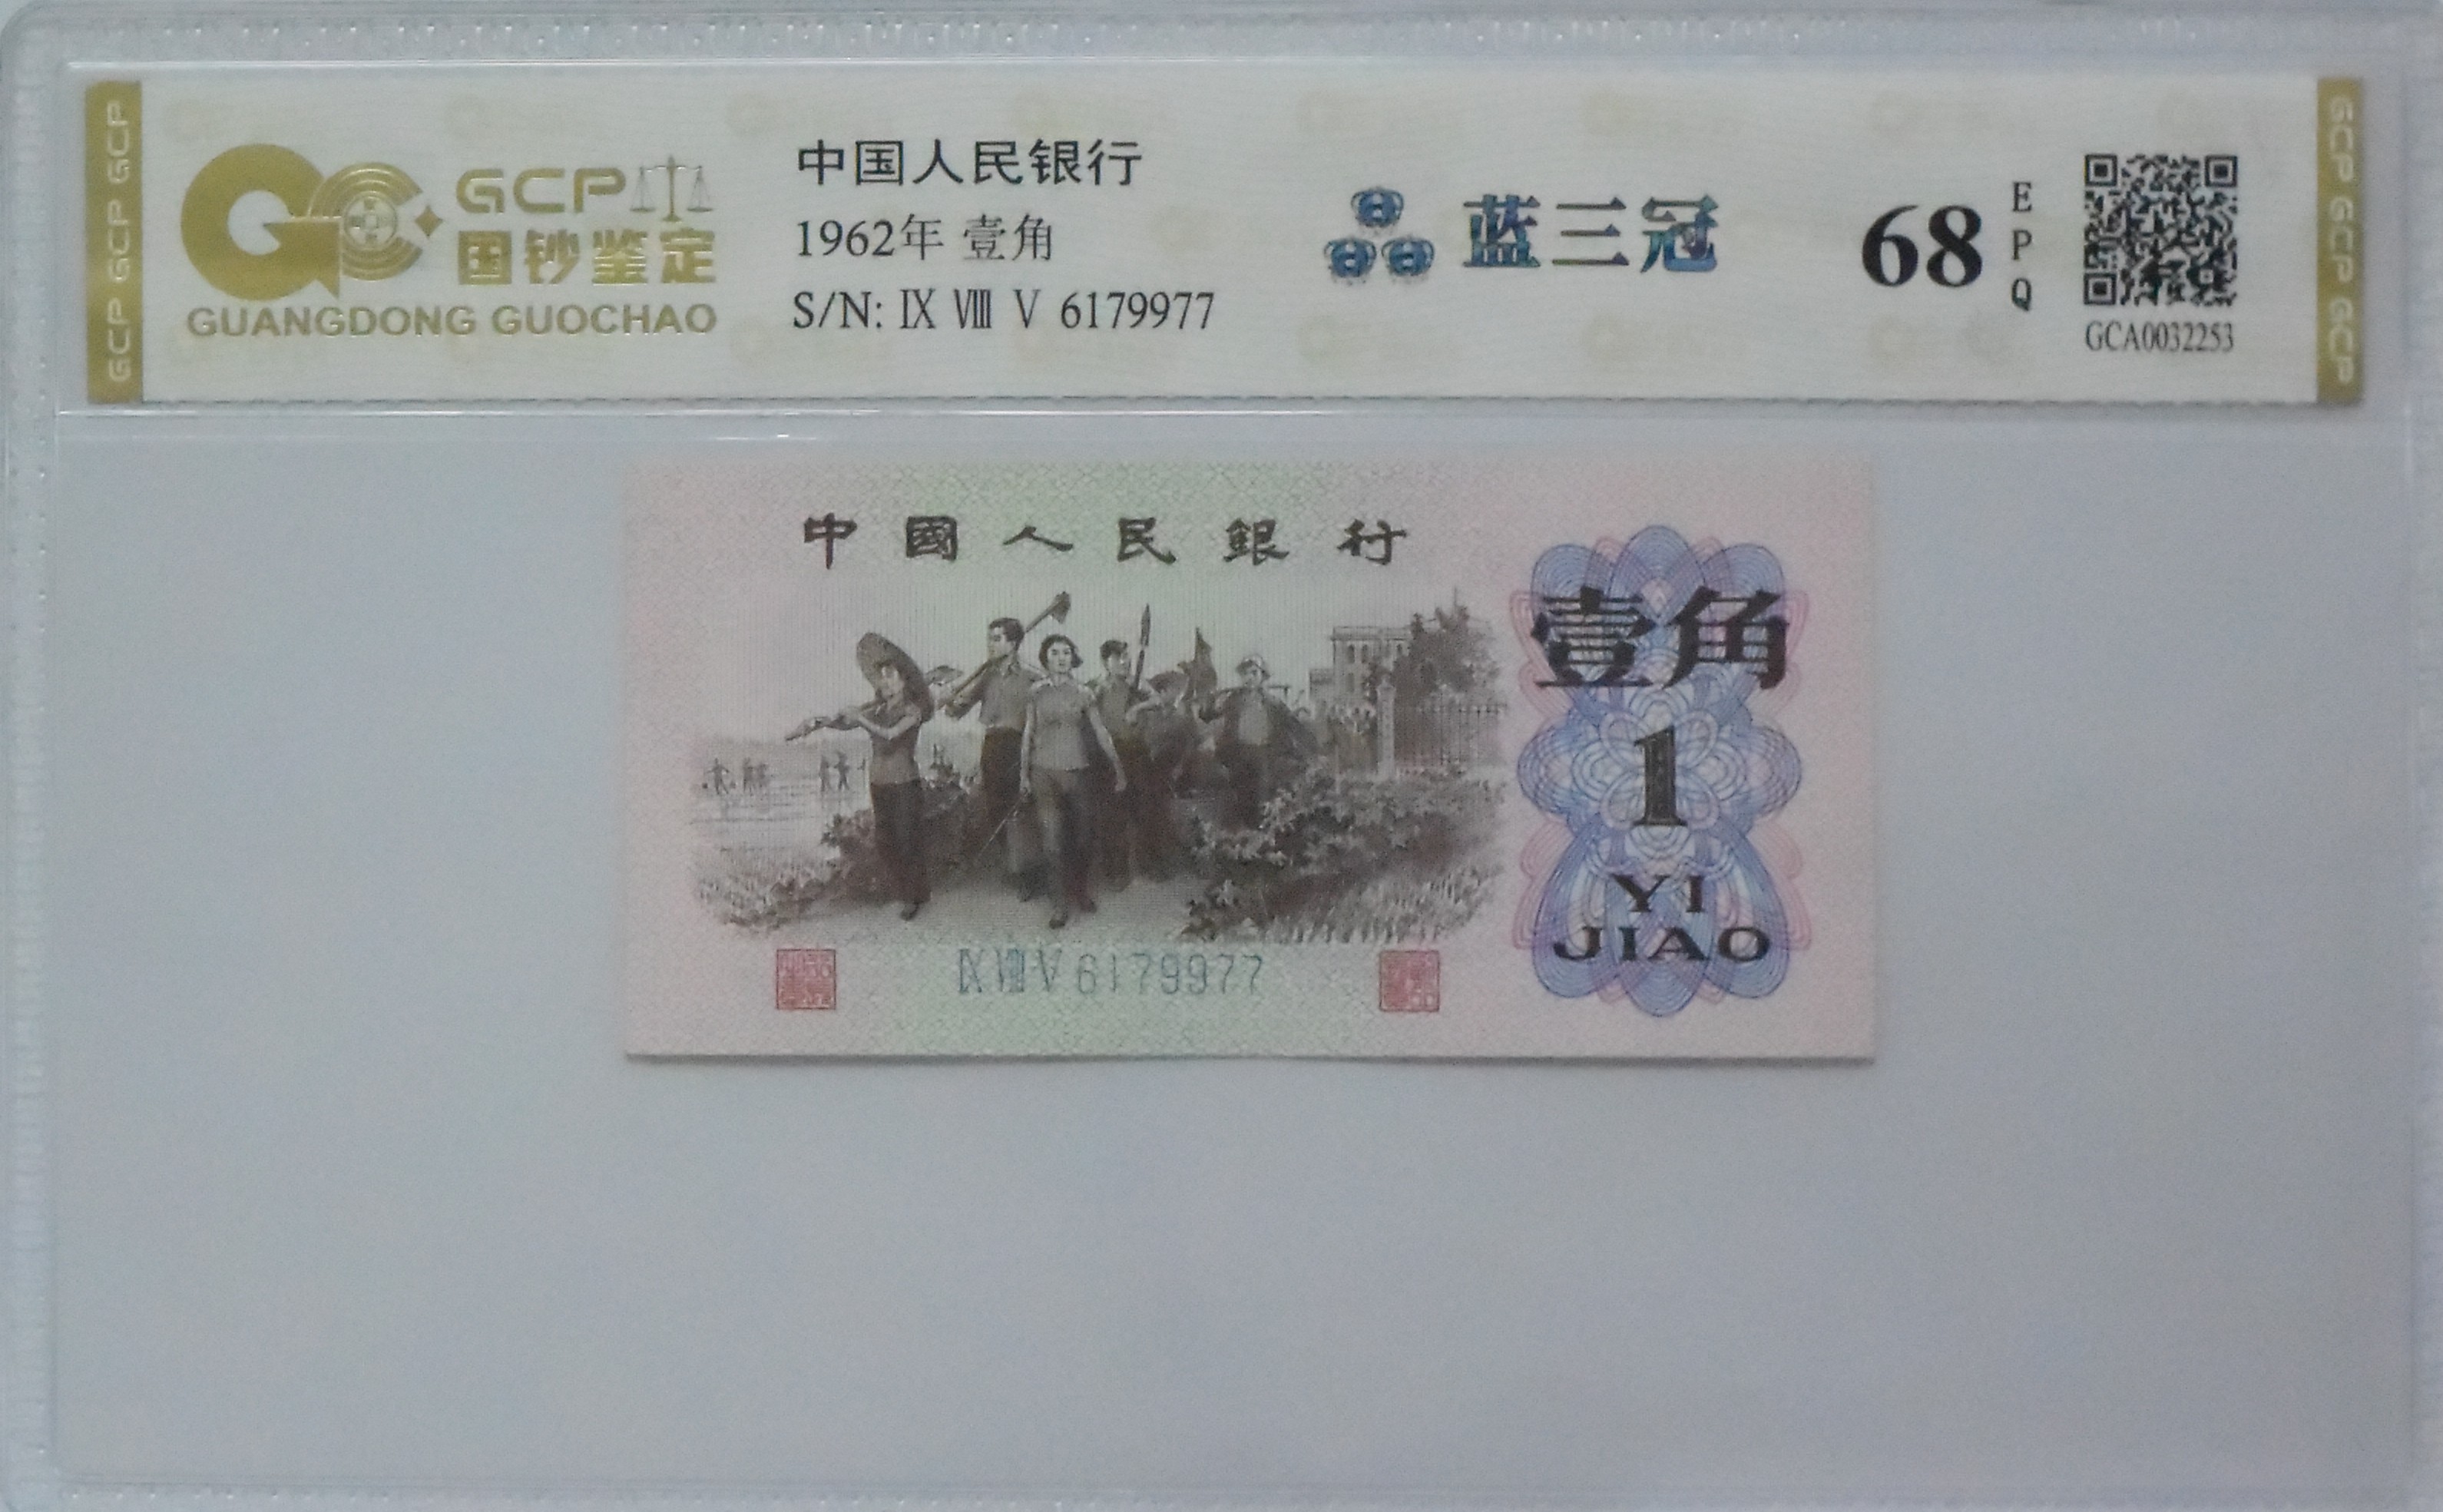 GCP GCP GCP
GCP
国钞鉴定
GUANGDONG GUOCHAO
中国人民银行
1962年 壹角
S/N: Ⅸ Ⅷ Ⅴ 6179977
蓝三冠
68
EPQ
GCA0032253
GCP GCP GCP
中國人民銀行
壹角
1
YI
JIAO
Ⅸ Ⅷ Ⅴ 6179977